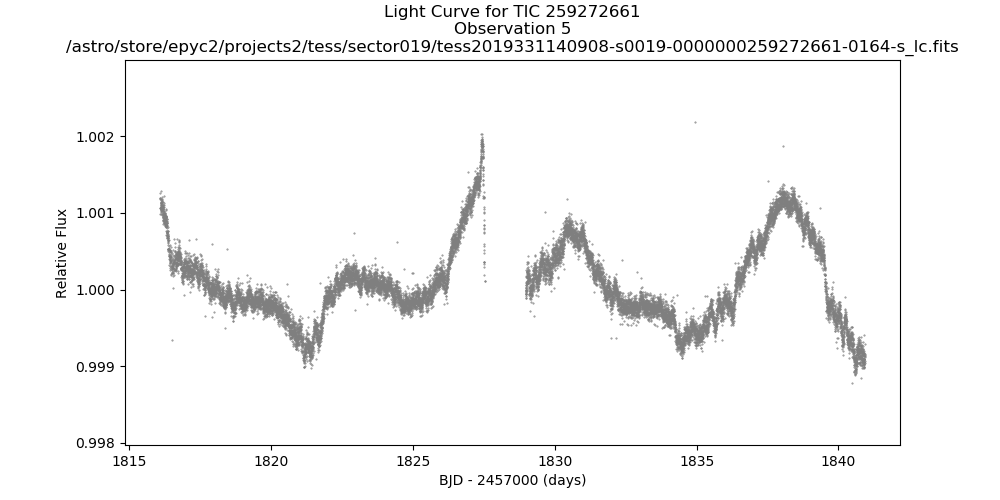 Light Curve for TIC 259272661
Observation 5
/astro/store/epyc2/projects2/tess/sector019/tess2019331140908-s0019-0000000259272661-0164-s_lc.fits
1.002
1.001
1.000
0.999
0.998
Relative Flux
1815
1820
1825
1830
1835
1840
BJD - 2457000 (days)